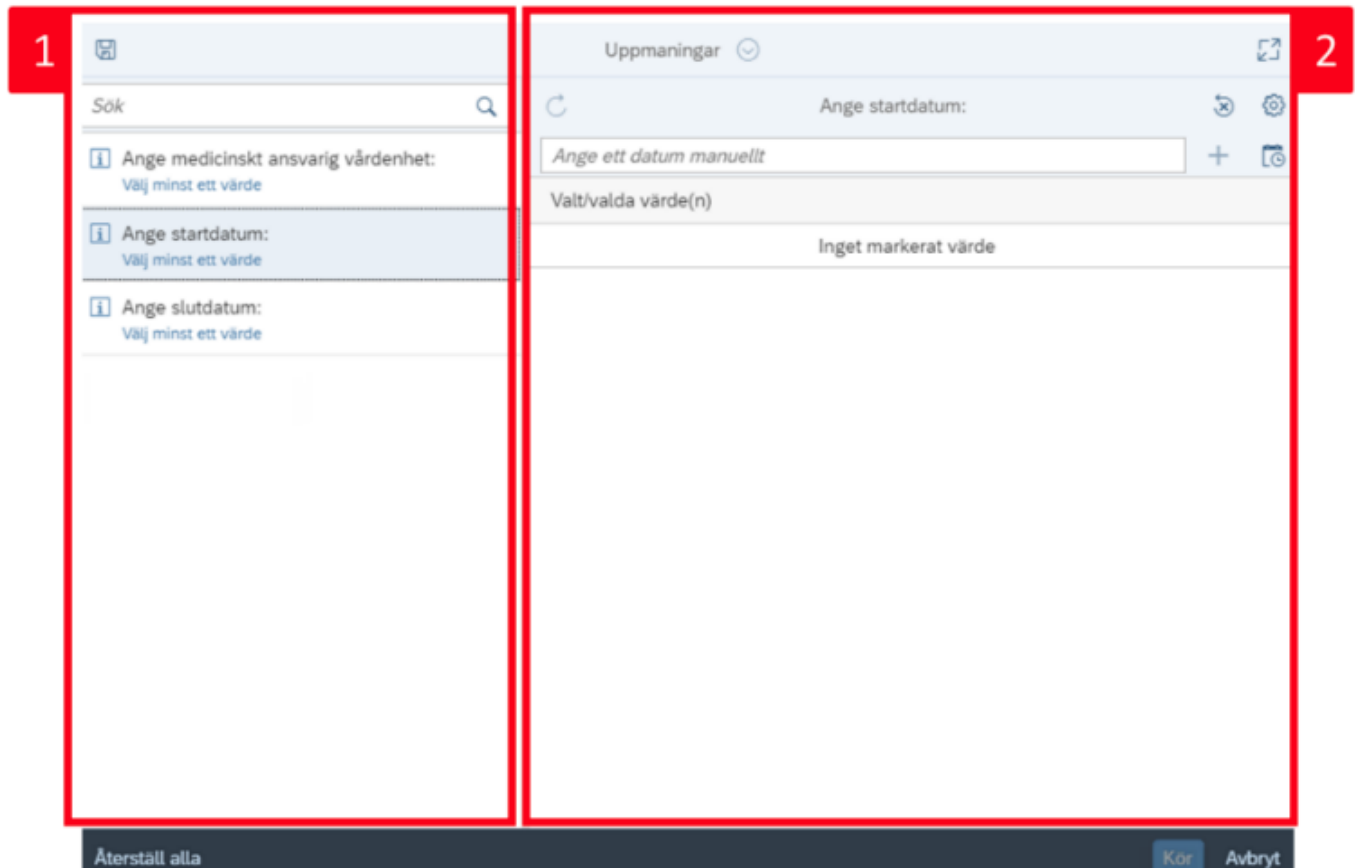 1
Uppmaningar
2
Sök
Ange startdatum:
Ange medicinskt ansvarig vårdenhet:
Välj minst ett värde
Ange ett datum manuellt
Valt/valda värde(n)
Ange startdatum:
Välj minst ett värde
Inget markerat värde
Ange slutdatum:
Välj minst ett värde
Återställ alla
Kör
Avbryt